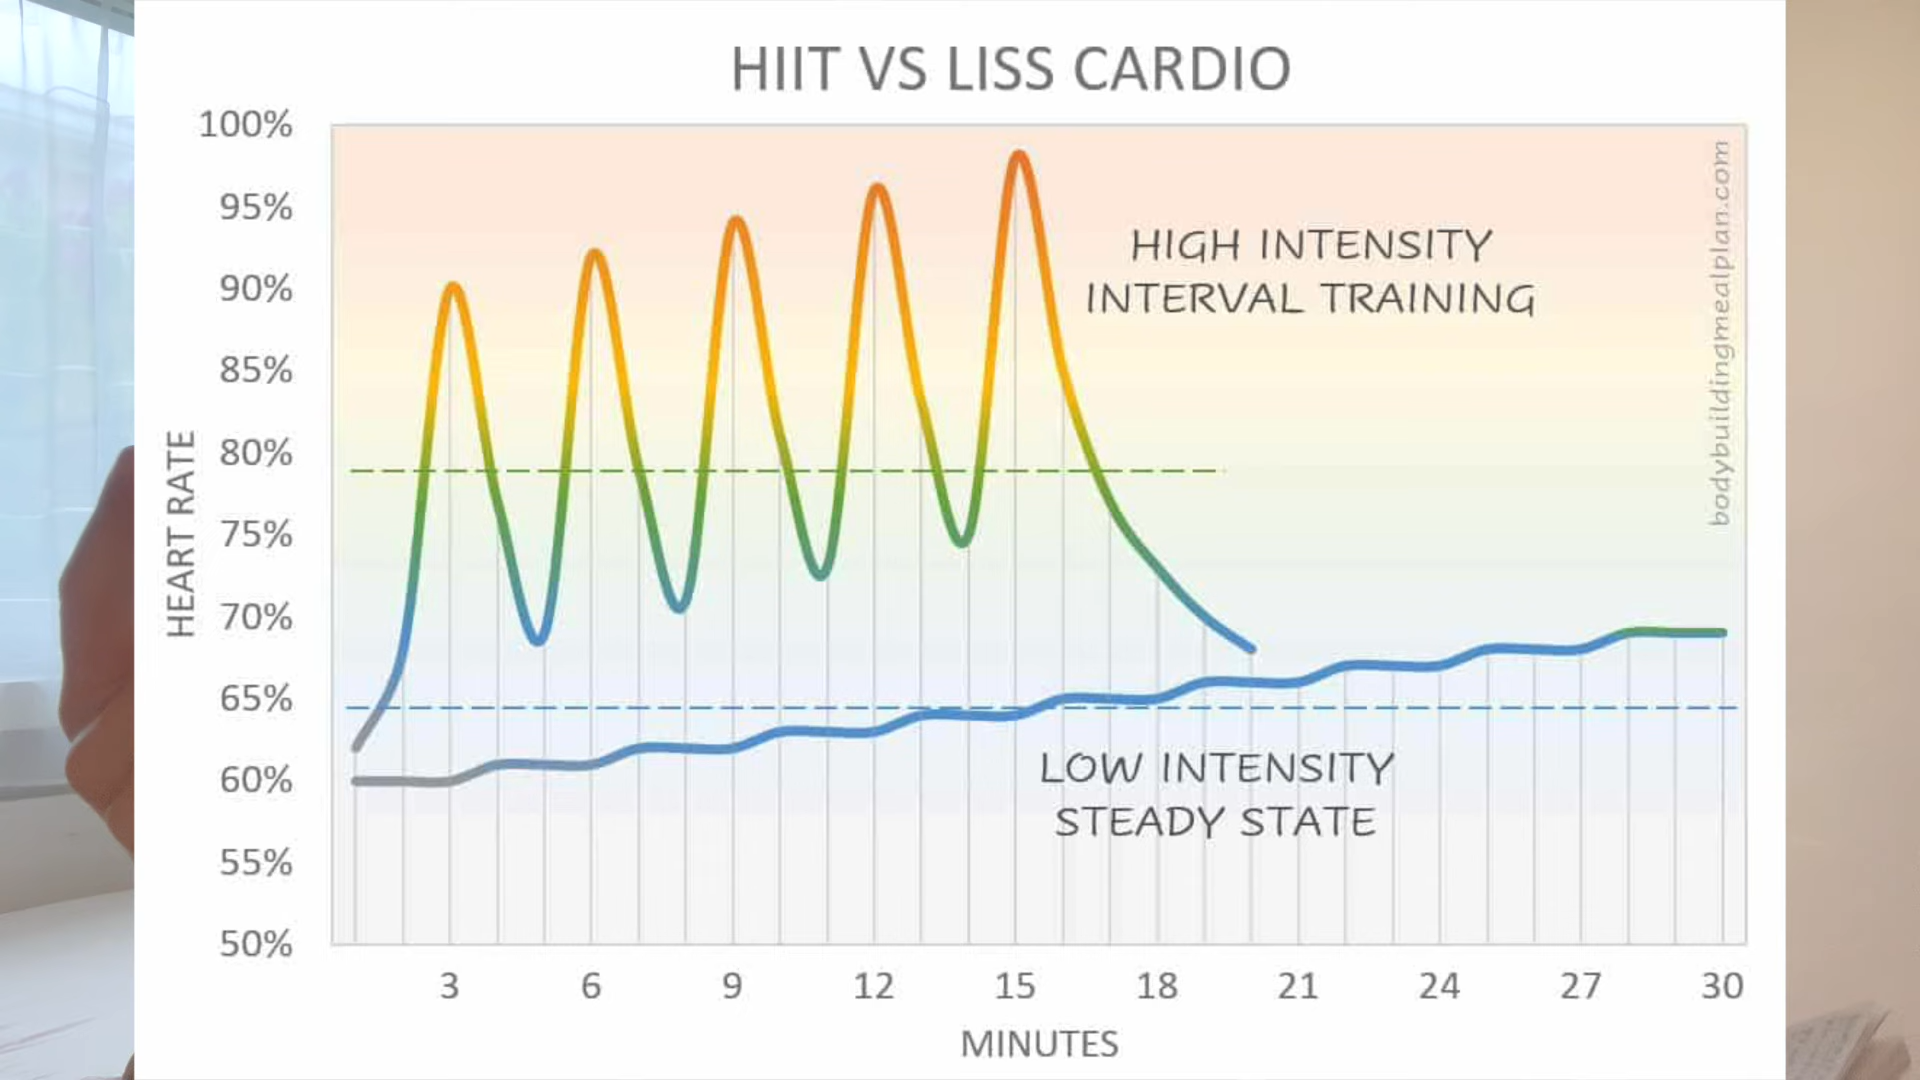 HIIT VS LISS CARDIO
100%
95%
90%
85%
80%
75%
70%
65%
60%
55%
50%
HEART RATE
HIGH INTENSITY
INTERVAL TRAINING
bodybuildingmealplan.com
LOW INTENSITY
STEADY STATE
3 6 9 12 15 18 21 24 27 30
MINUTES